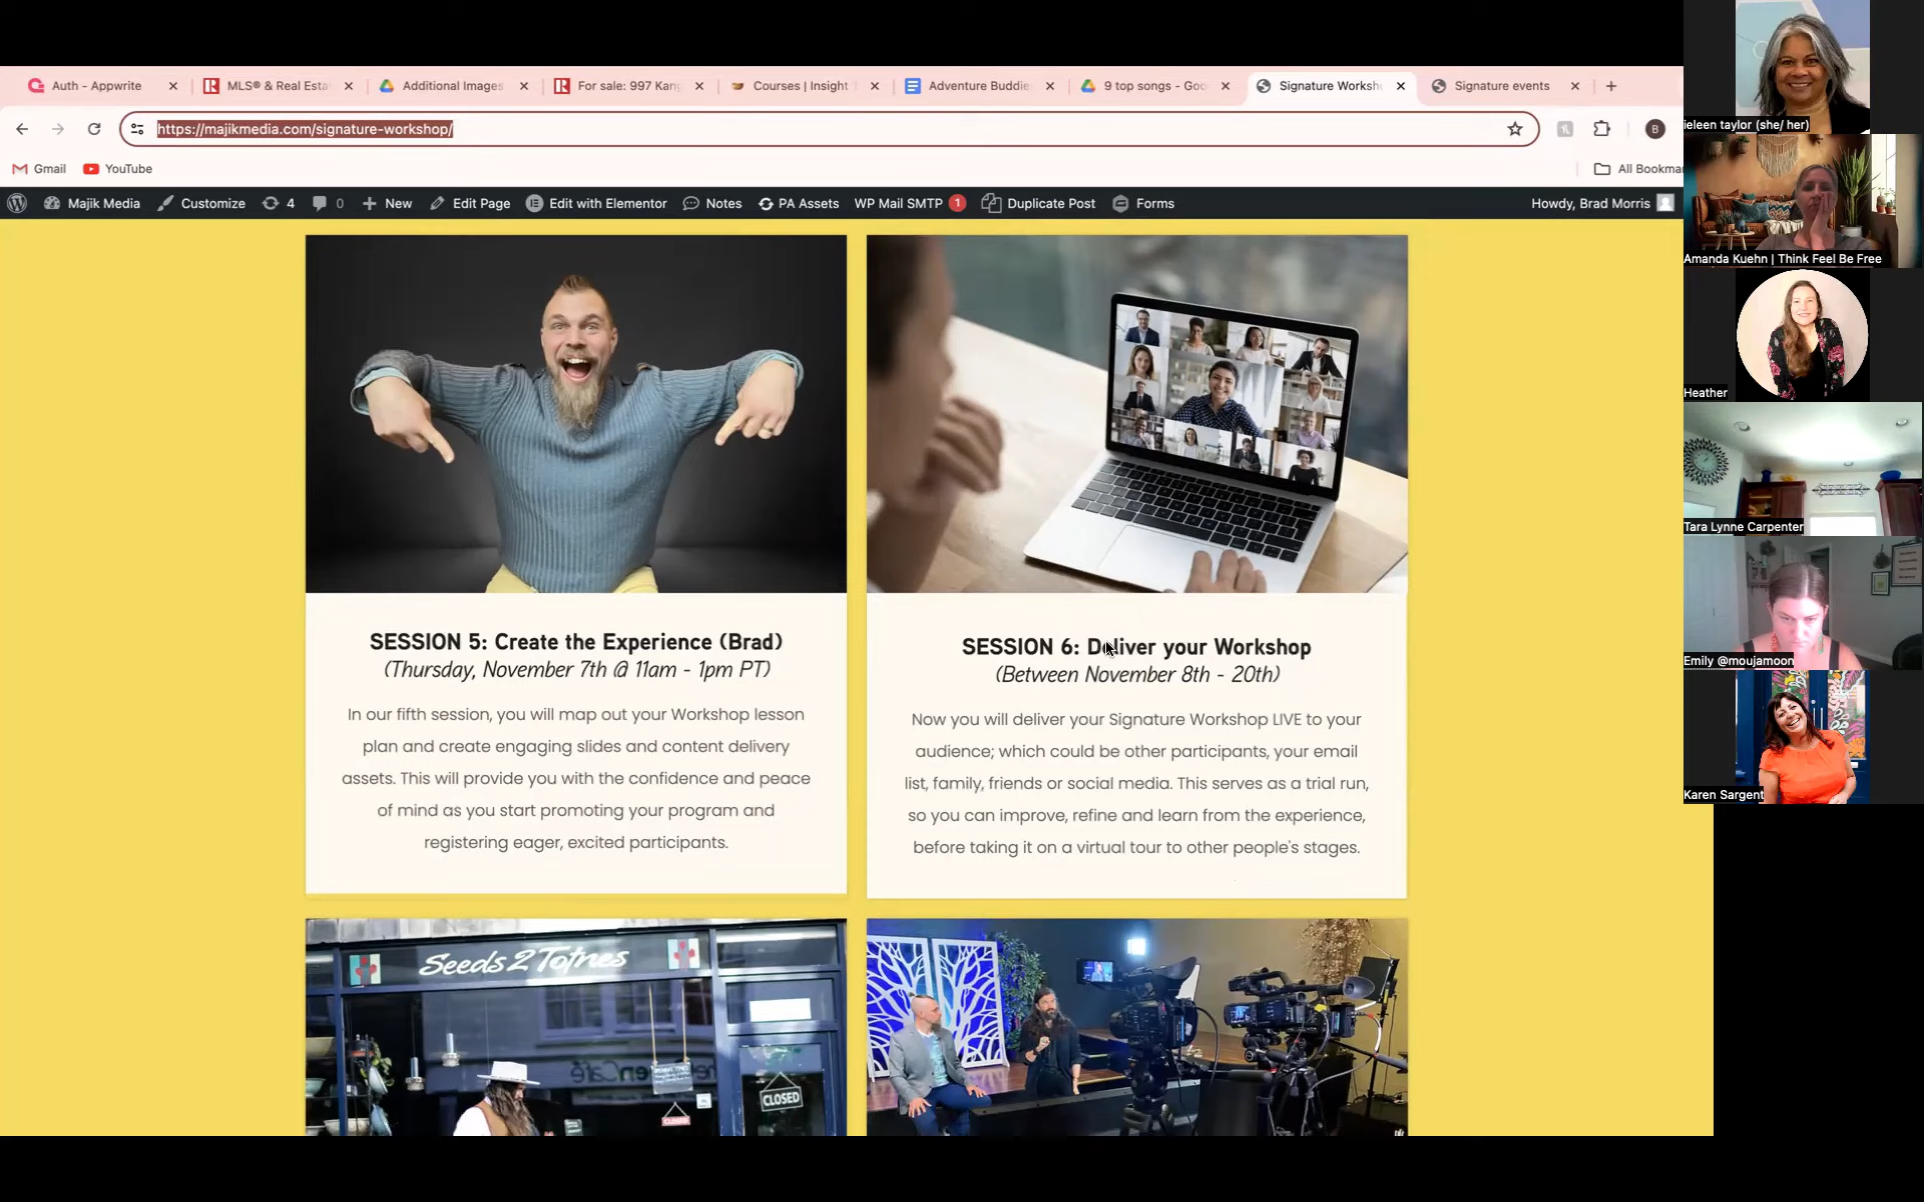 Auth - Appwrite
MLS® & Real Esta
Additional Images
For sale: 997 Kang
Courses | Insight T
Adventure Buddie
9 top songs - Goo
Signature Worksh
Signature events
https://majikmedia.com/signature-workshop/
B
Gmail
YouTube
All Bookma
Majik Media
Customize
4
0
New
Edit Page
Edit with Elementor
Notes
PA Assets
WP Mail SMTP 1
Duplicate Post
Forms
Howdy, Brad Morris
SESSION 5: Create the Experience (Brad)
(Thursday, November 7th @ 11am - 1pm PT)
In our fifth session, you will map out your Workshop lesson
plan and create engaging slides and content delivery
assets. This will provide you with the confidence and peace
of mind as you start promoting your program and
registering eager, excited participants.
SESSION 6: Deliver your Workshop
(Between November 8th - 20th)
Now you will deliver your Signature Workshop LIVE to your
audience; which could be other participants, your email
list, family, friends or social media. This serves as a trial run,
so you can improve, refine and learn from the experience,
before taking it on a virtual tour to other people's stages.
Seeds2Totnes
CLOSED
ieleen taylor (she/ her)
Amanda Kuehn | Think Feel Be Free
Heather
Tara Lynne Carpenter
Emily @moujamoon
Karen Sargent